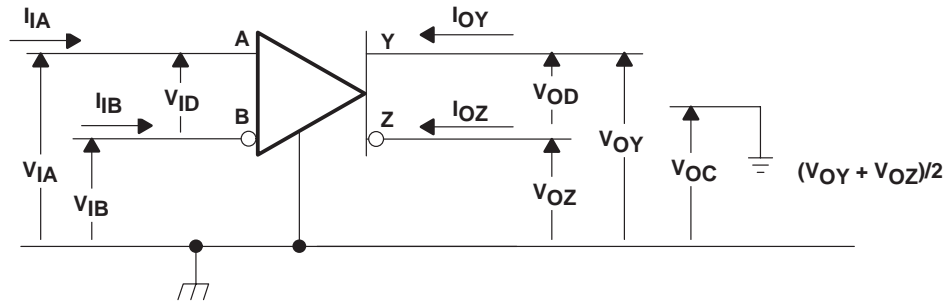 IIA
IOY
A
Y
IIB
VID
B
VOD
IOZ
Z
VOY
VIA
VIB
VOZ
VOC
(VOY + VOZ)/2